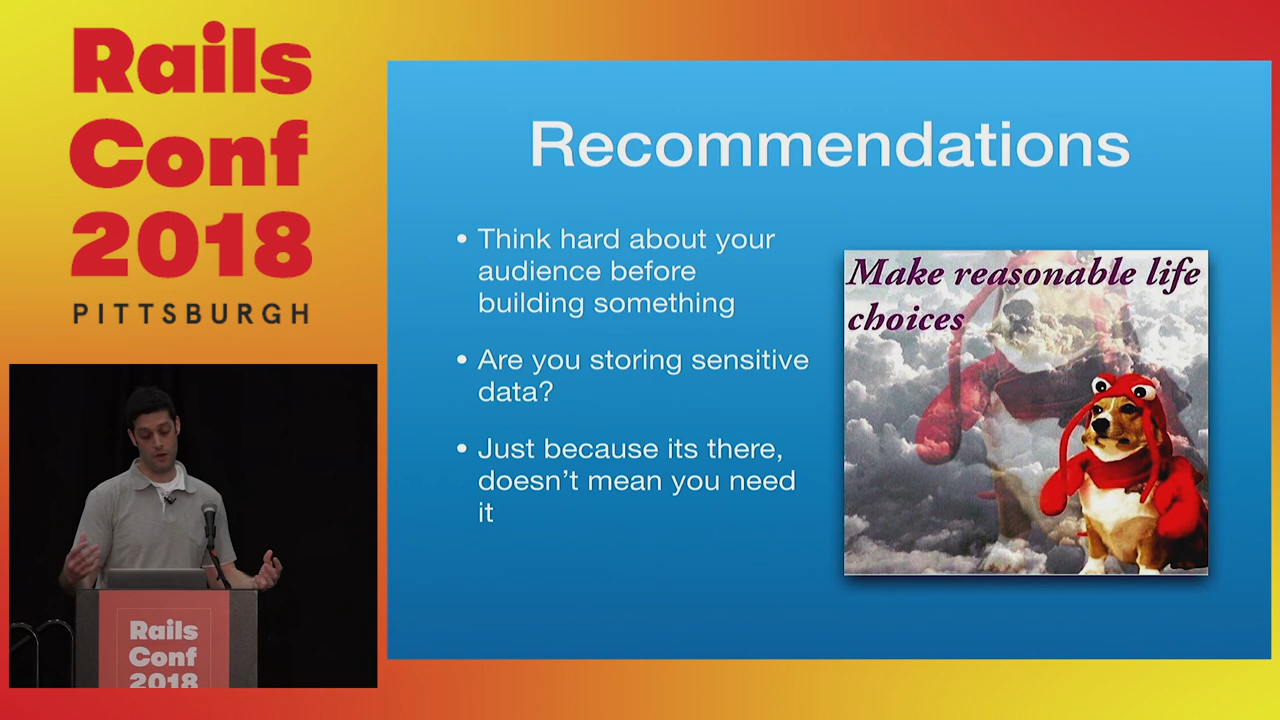 Rails
Conf
2018
PITTSBURGH
Recommendations
• Think hard about your
audience before
building something
• Are you storing sensitive
data?
• Just because its there,
doesn’t mean you need
it
Make reasonable life
choices
Rails
Conf
2018